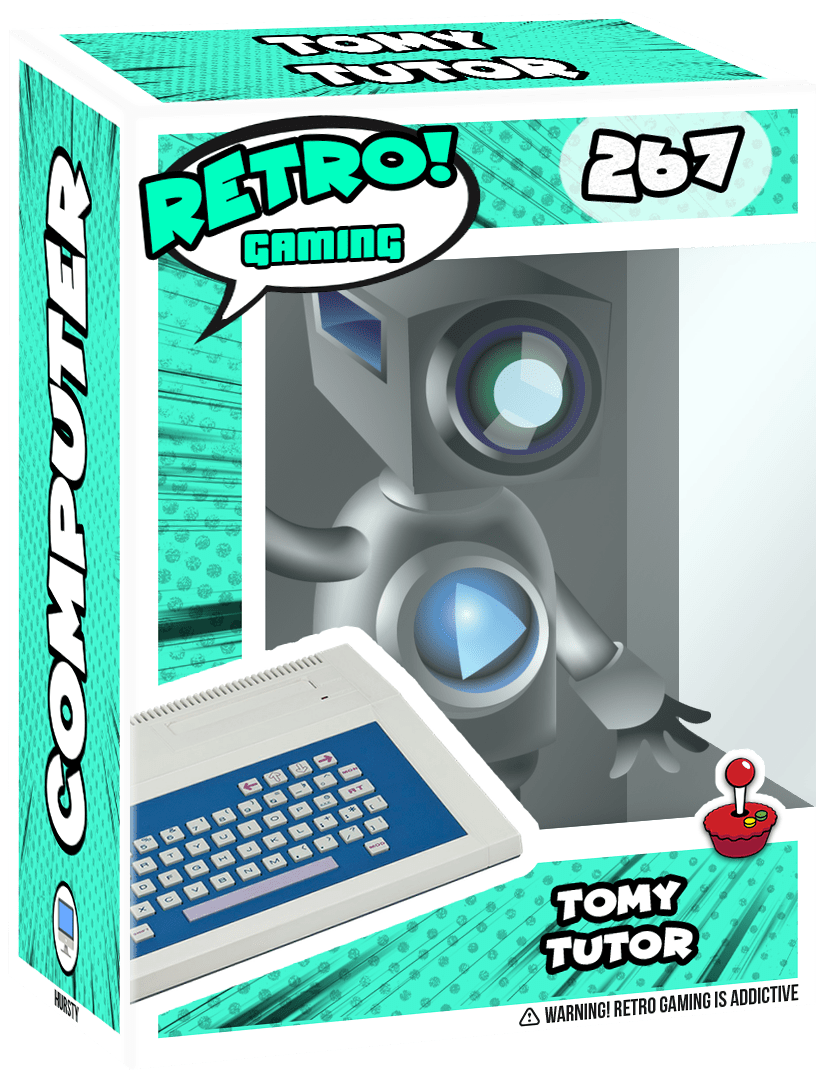 TOMY
TUTOR
RETRO!
GAMING
267
COMPUTER
HURSTY
TOMY
TUTOR
WARNING! RETRO GAMING IS ADDICTIVE